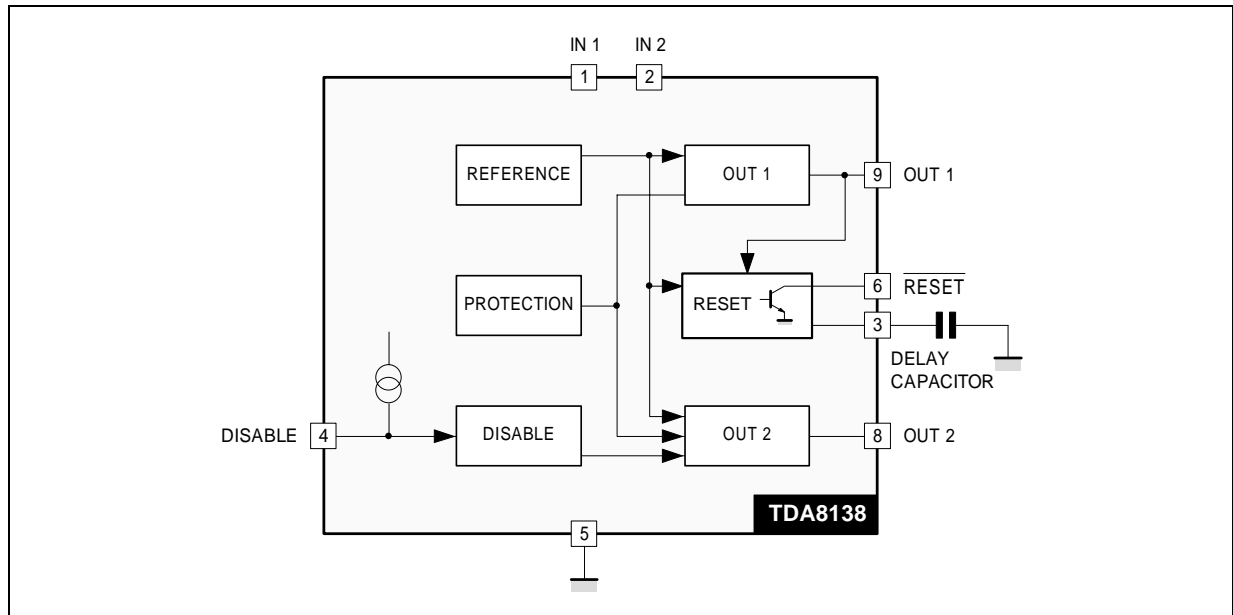 IN 1 IN 2
1 2
REFERENCE OUT 1 9 OUT 1
RESET 6 RESET
PROTECTION
3
DELAY
CAPACITOR
DISABLE 4 DISABLE OUT 2 8 OUT 2
TDA8138
5